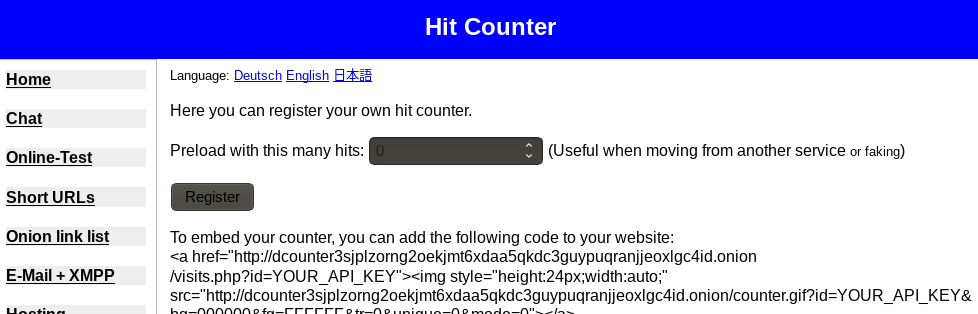 Hit Counter
Home
Chat
Online-Test
Short URLs
Onion link list
E-Mail + XMPP
Hosting
Language: Deutsch English 日本語
Here you can register your own hit counter.
Preload with this many hits: 0 (Useful when moving from another service or faking)
Register
To embed your counter, you can add the following code to your website:
<a href="http://dcounter3sjplzorng2oekjmt6xdaa5qkdc3guypuqranjjeoxlgc4id.onion
/visits.php?id=YOUR_API_KEY"><img style="height:24px;width:auto;"
src="http://dcounter3sjplzorng2oekjmt6xdaa5qkdc3guypuqranjjeoxlgc4id.onion/counter.gif?id=YOUR_API_KEY&
bg=000000&fg=FFFFFF&tr=0&unique=0&mode=0"></a>